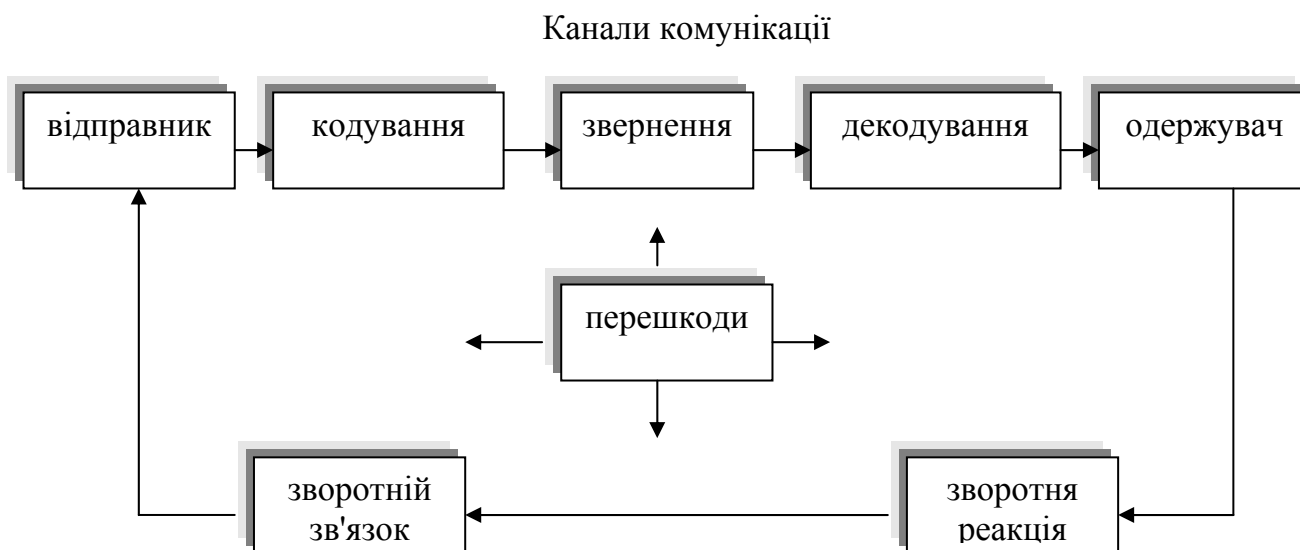 Канали комунікації
відправник
кодування
звернення
декодування
одержувач
перешкоди
зворотній
зв'язок
зворотня
реакція